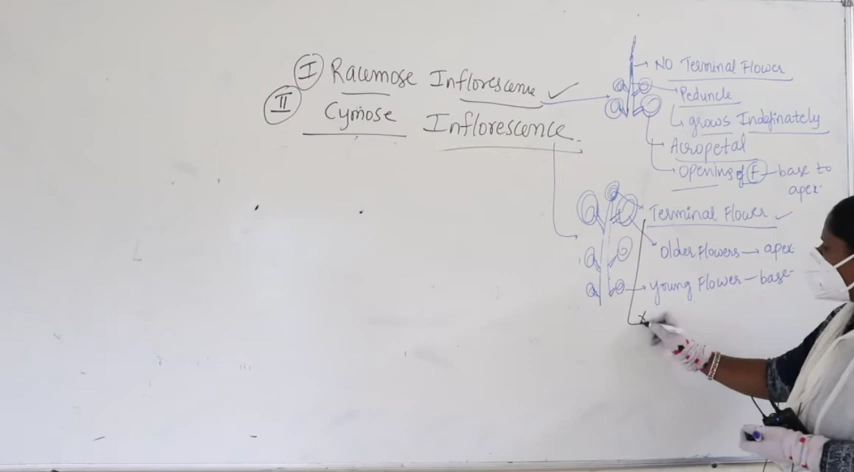 I Racemose Inflorescence
II Cymose Inflorescence
NO Terminal Flower
Peduncle
grows Indefinately
Acropetal
Opening of F - base to
apex.
Terminal Flower
Older Flowers → apex
Young Flower - base